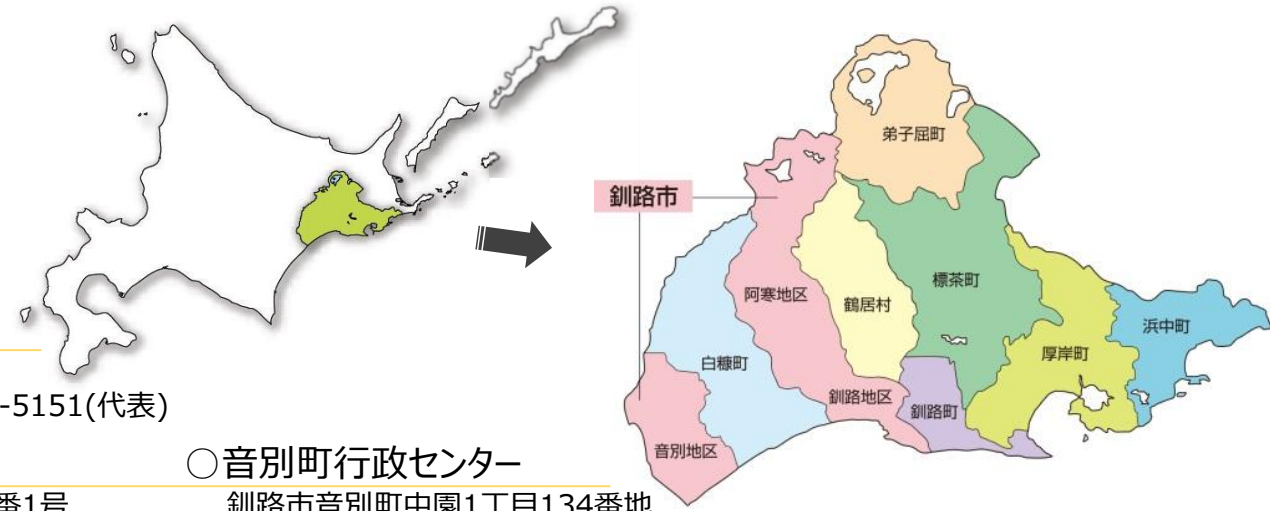 弟子屈町
釧路市
標茶町
阿寒地区
鶴居村
浜中町
厚岸町
白糠町
釧路地区
釧路町
音別地区
-5151(代表)
○音別町行政センター
番1号
釧路市音別町中園1丁目134番地